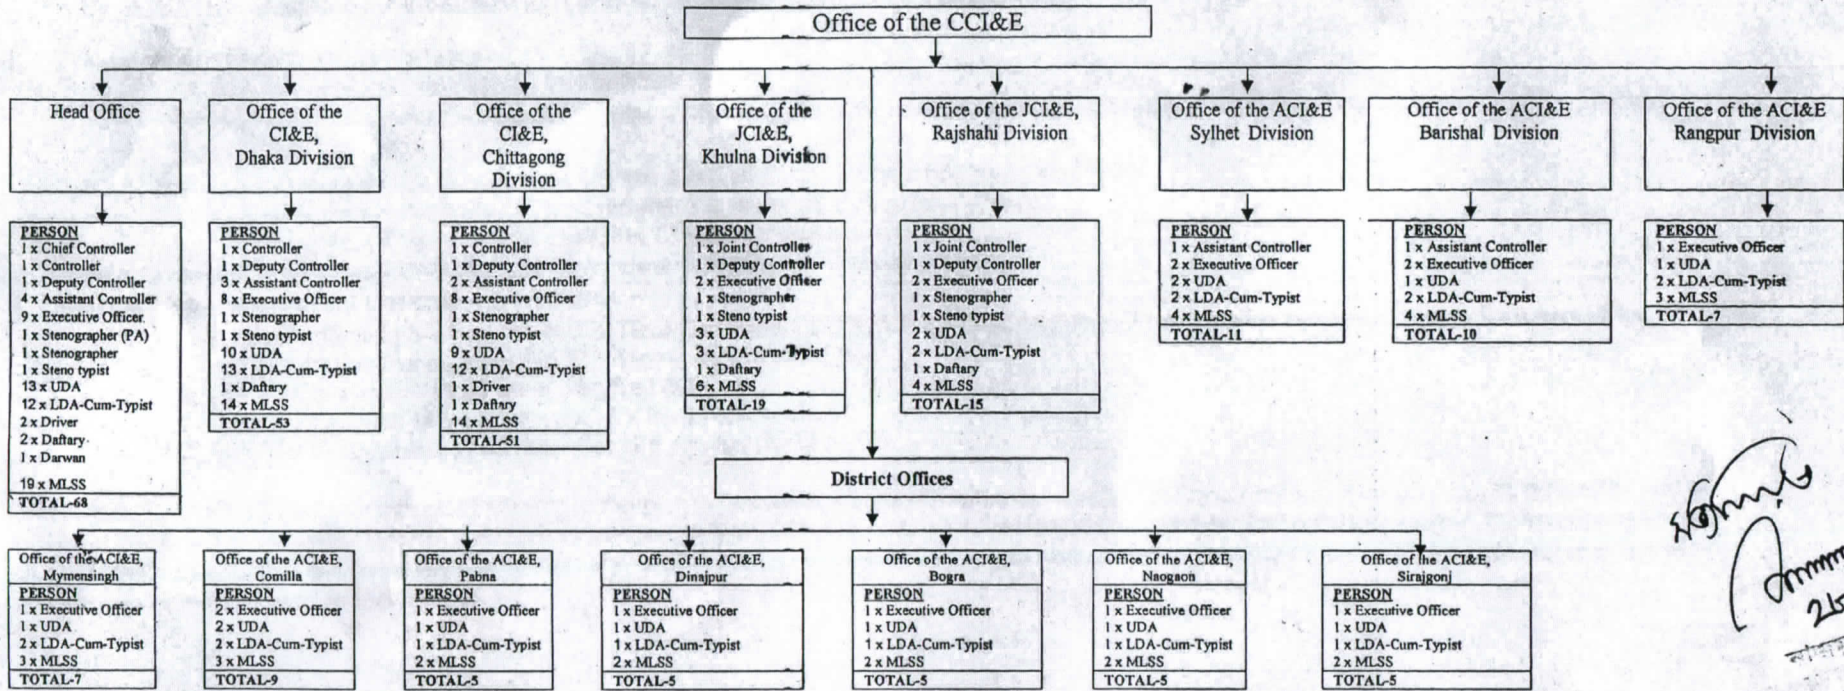 Office of the CCI&E
Head Office
PERSON
1 x Chief Controller
1 x Controller
1 x Deputy Controller
4 x Assistant Controller
9 x Executive Officer
1 x Stenographer (PA)
1 x Stenographer
1 x Steno typist
13 x UDA
12 x LDA-Cum-Typist
2 x Driver
2 x Daftary
1 x Darwan
19 x MLSS
TOTAL-68
Office of the
CI&E,
Dhaka Division
PERSON
1 x Controller
1 x Deputy Controller
3 x Assistant Controller
8 x Executive Officer
1 x Stenographer
1 x Steno typist
10 x UDA
13 x LDA-Cum-Typist
1 x Daftary
14 x MLSS
TOTAL-53
Office of the
CI&E,
Chittagong
Division
PERSON
1 x Controller
1 x Deputy Controller
2 x Assistant Controller
8 x Executive Officer
1 x Stenographer
1 x Steno typist
9 x UDA
12 x LDA-Cum-Typist
1 x Driver
1 x Daftary
14 x MLSS
TOTAL-51
Office of the
JCI&E,
Khulna Division
PERSON
1 x Joint Controller
1 x Deputy Controller
2 x Executive Officer
1 x Stenographer
1 x Steno typist
3 x UDA
3 x LDA-Cum-Typist
1 x Daftary
6 x MLSS
TOTAL-19
Office of the JCI&E,
Rajshahi Division
PERSON
1 x Joint Controller
1 x Deputy Controller
2 x Executive Officer
1 x Stenographer
1 x Steno typist
2 x UDA
2 x LDA-Cum-Typist
1 x Daftary
4 x MLSS
TOTAL-15
Office of the ACI&E
Sylhet Division
PERSON
1 x Assistant Controller
2 x Executive Officer
2 x UDA
2 x LDA-Cum-Typist
4 x MLSS
TOTAL-11
Office of the ACI&E
Barishal Division
PERSON
1 x Assistant Controller
2 x Executive Officer
1 x UDA
2 x LDA-Cum-Typist
4 x MLSS
TOTAL-10
Office of the ACI&E
Rangpur Division
PERSON
1 x Executive Officer
1 x UDA
2 x LDA-Cum-Typist
3 x MLSS
TOTAL-7
District Offices
Office of the ACI&E,
Mymensingh
PERSON
1 x Executive Officer
1 x UDA
2 x LDA-Cum-Typist
3 x MLSS
TOTAL-7
Office of the ACI&E,
Comilla
PERSON
2 x Executive Officer
2 x UDA
2 x LDA-Cum-Typist
3 x MLSS
TOTAL-9
Office of the ACI&E,
Pabna
PERSON
1 x Executive Officer
1 x UDA
1 x LDA-Cum-Typist
2 x MLSS
TOTAL-5
Office of the ACI&E,
Dinajpur
PERSON
1 x Executive Officer
1 x UDA
1 x LDA-Cum-Typist
2 x MLSS
TOTAL-5
Office of the ACI&E,
Bogra
PERSON
1 x Executive Officer
1 x UDA
1 x LDA-Cum-Typist
2 x MLSS
TOTAL-5
Office of the ACI&E,
Naogaon
PERSON
1 x Executive Officer
1 x UDA
1 x LDA-Cum-Typist
2 x MLSS
TOTAL-5
Office of the ACI&E,
Sirajgonj
PERSON
1 x Executive Officer
1 x UDA
1 x LDA-Cum-Typist
2 x MLSS
TOTAL-5